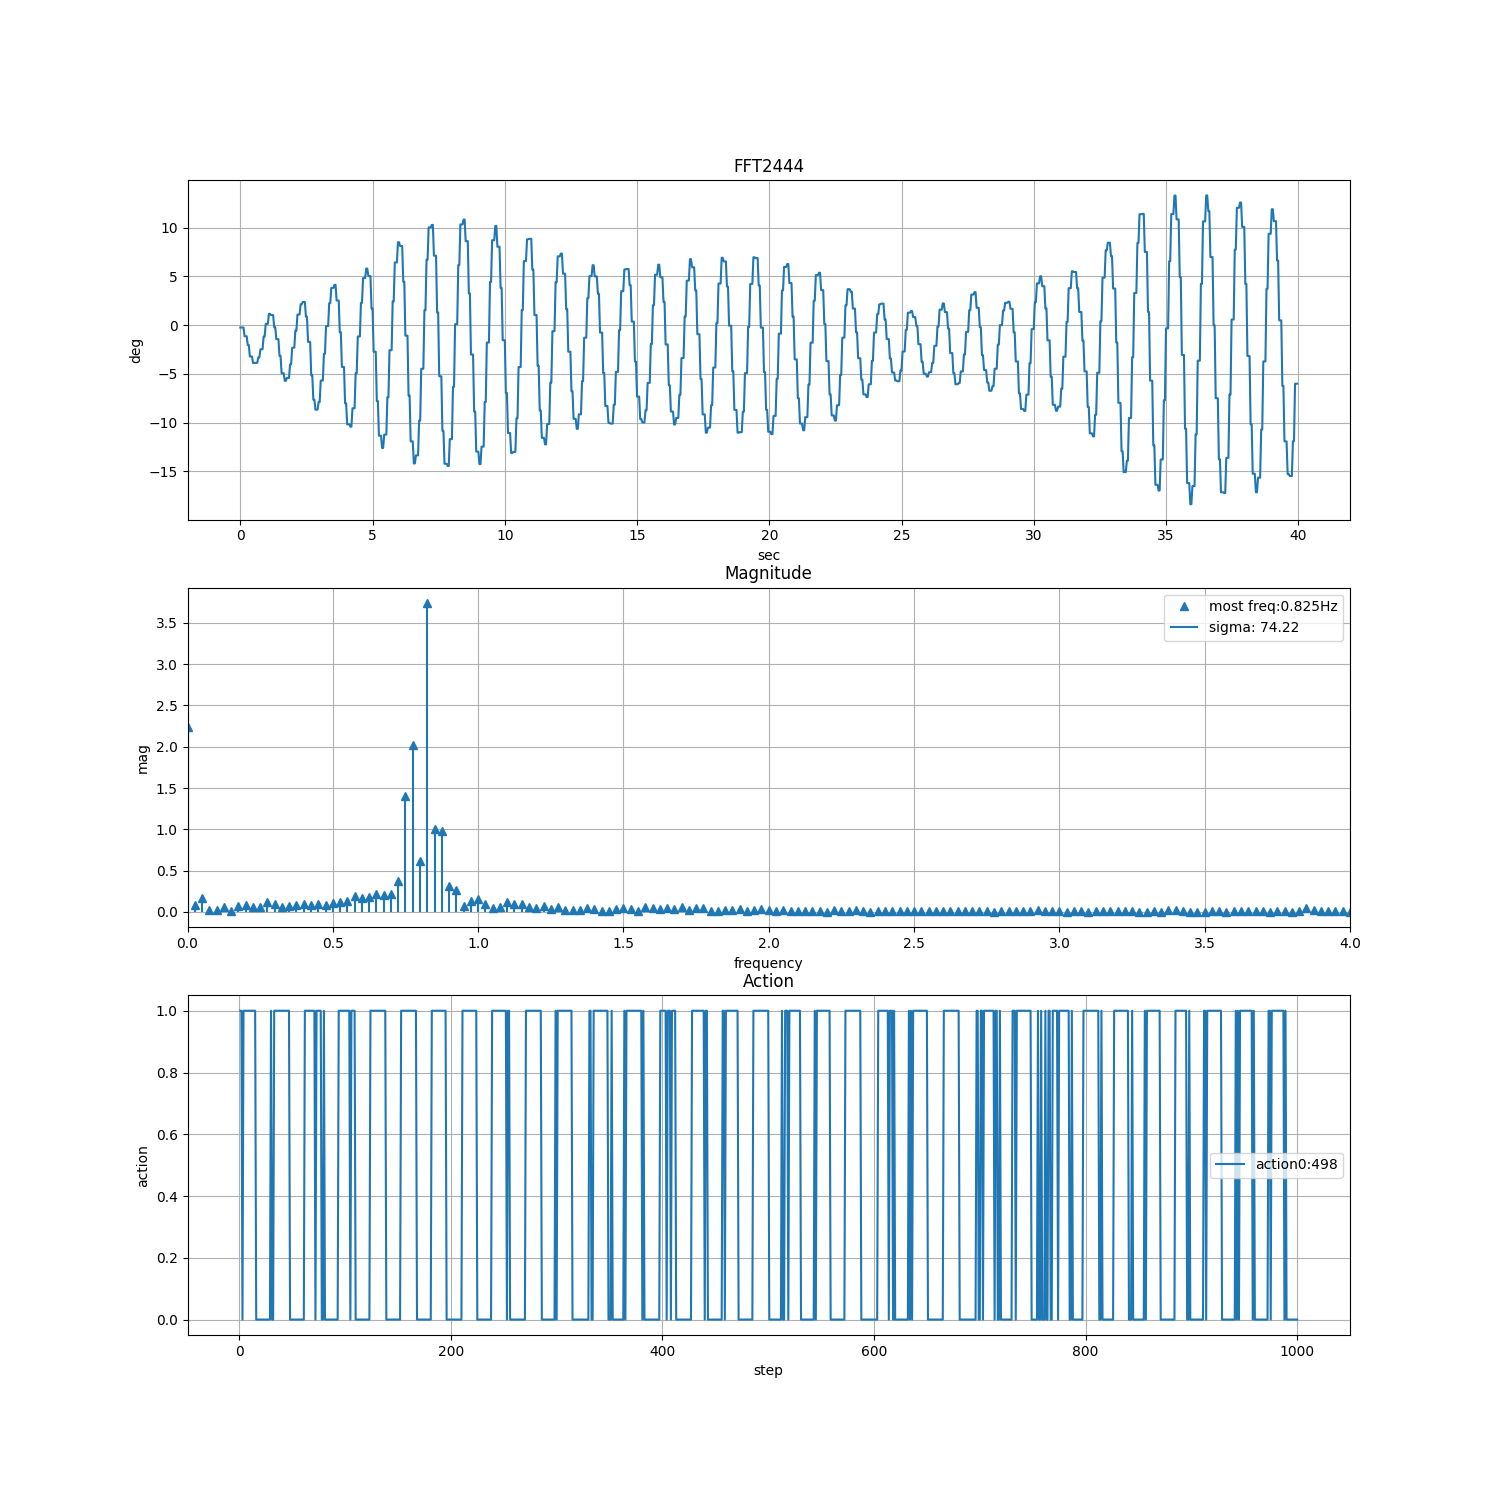 FFT2444
10
5
0
−5
−10
−15
deg
0 5 10 15 20 25 30 35 40
sec
Magnitude
most freq:0.825Hz
sigma: 74.22
3.5
3.0
2.5
2.0
1.5
1.0
0.5
0.0
mag
0.0 0.5 1.0 1.5 2.0 2.5 3.0 3.5 4.0
frequency
Action
1.0
0.8
0.6
0.4
0.2
0.0
action
action0:498
0 200 400 600 800 1000
step